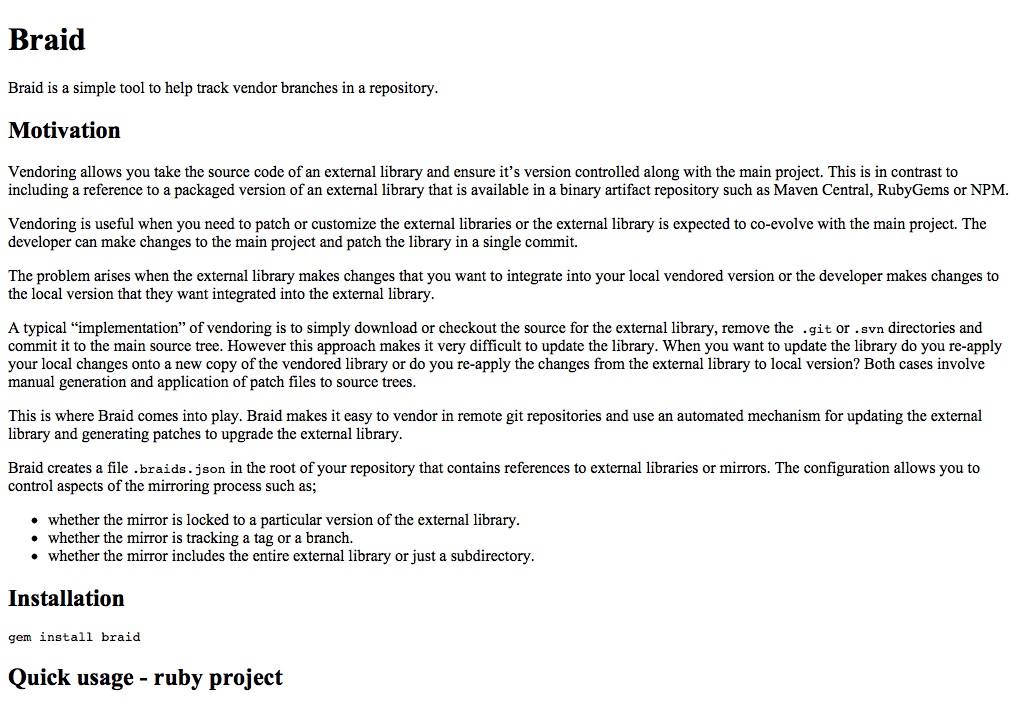 Braid
Braid is a simple tool to help track vendor branches in a repository.
Motivation
Vendoring allows you take the source code of an external library and ensure it’s version controlled along with the main project. This is in contrast to
including a reference to a packaged version of an external library that is available in a binary artifact repository such as Maven Central, RubyGems or NPM.
Vendoring is useful when you need to patch or customize the external libraries or the external library is expected to co-evolve with the main project. The
developer can make changes to the main project and patch the library in a single commit.
The problem arises when the external library makes changes that you want to integrate into your local vendored version or the developer makes changes to
the local version that they want integrated into the external library.
A typical “implementation” of vendoring is to simply download or checkout the source for the external library, remove the .git or .svn directories and
commit it to the main source tree. However this approach makes it very difficult to update the library. When you want to update the library do you re-apply
your local changes onto a new copy of the vendored library or do you re-apply the changes from the external library to local version? Both cases involve
manual generation and application of patch files to source trees.
This is where Braid comes into play. Braid makes it easy to vendor in remote git repositories and use an automated mechanism for updating the external
library and generating patches to upgrade the external library.
Braid creates a file .braids.json in the root of your repository that contains references to external libraries or mirrors. The configuration allows you to
control aspects of the mirroring process such as;
• whether the mirror is locked to a particular version of the external library.
• whether the mirror is tracking a tag or a branch.
• whether the mirror includes the entire external library or just a subdirectory.
Installation
gem install braid
Quick usage - ruby project